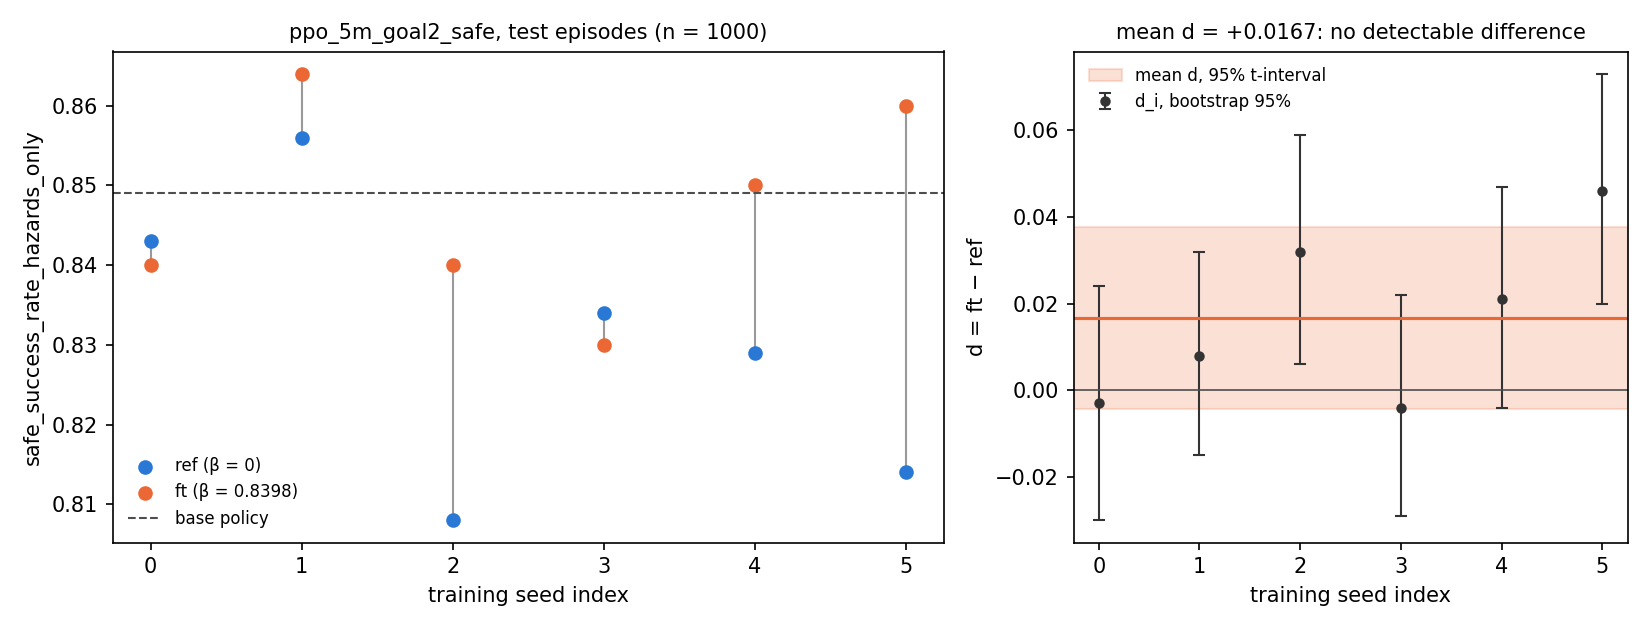 ppo_5m_goal2_safe, test episodes (n = 1000)
safe_success_rate_hazards_only
0.86
0.85
0.84
0.83
0.82
0.81
ref (β = 0)
ft (β = 0.8398)
base policy
0
1
2
3
4
5
training seed index
mean d = +0.0167: no detectable difference
mean d, 95% t-interval
d_i, bootstrap 95%
d = ft − ref
0.06
0.04
0.02
0.00
−0.02
0
1
2
3
4
5
training seed index